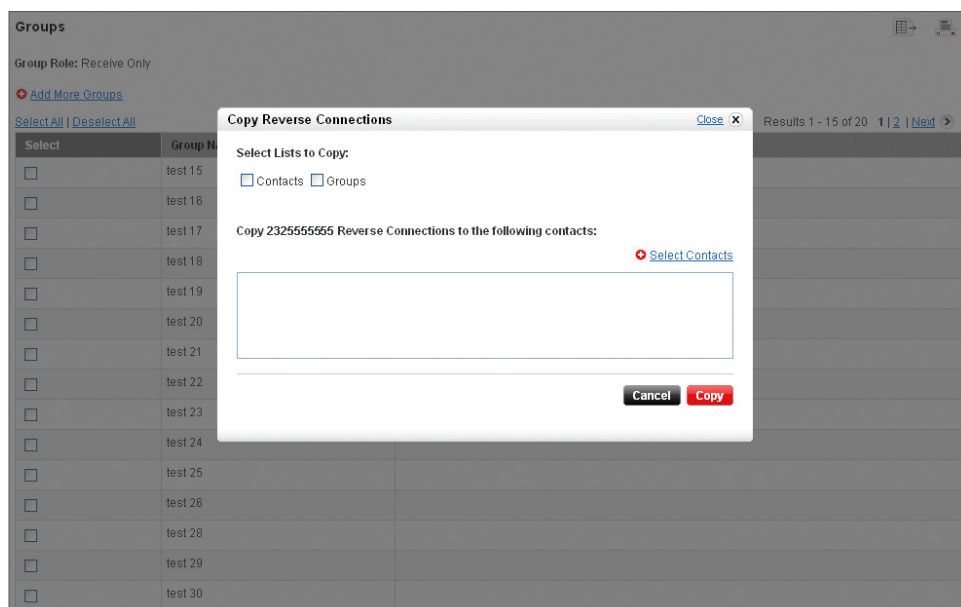 Groups
Group Role: Receive Only
Add More Groups
Select All | Deselect All
Results 1 - 15 of 20 1 | 2 | Next
Select
Group N
Copy Reverse Connections
Close X
Select Lists to Copy:
Contacts Groups
Copy 2325555555 Reverse Connections to the following contacts:
Select Contacts
Cancel Copy
test 15
test 16
test 17
test 18
test 19
test 20
test 21
test 22
test 23
test 24
test 25
test 26
test 28
test 29
test 30